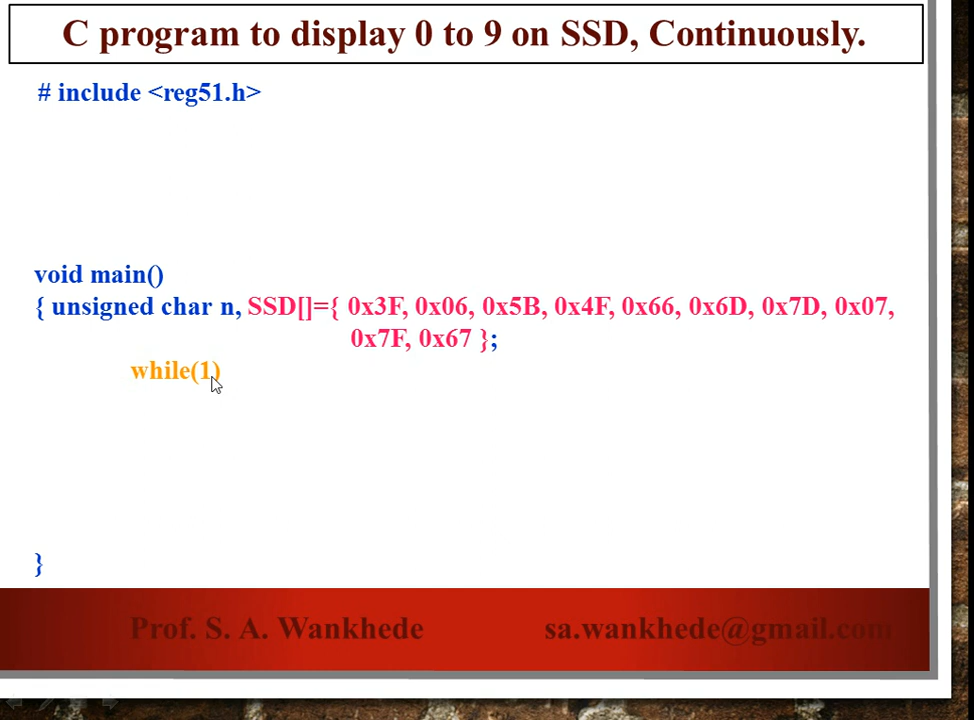 C program to display 0 to 9 on SSD, Continuously.
# include <reg51.h>
void main()
{ unsigned char n, SSD[]={ 0x3F, 0x06, 0x5B, 0x4F, 0x66, 0x6D, 0x7D, 0x07,
0x7F, 0x67 };
while(1)
}
Prof. S. A. Wankhede sa.wankhede@gmail.com